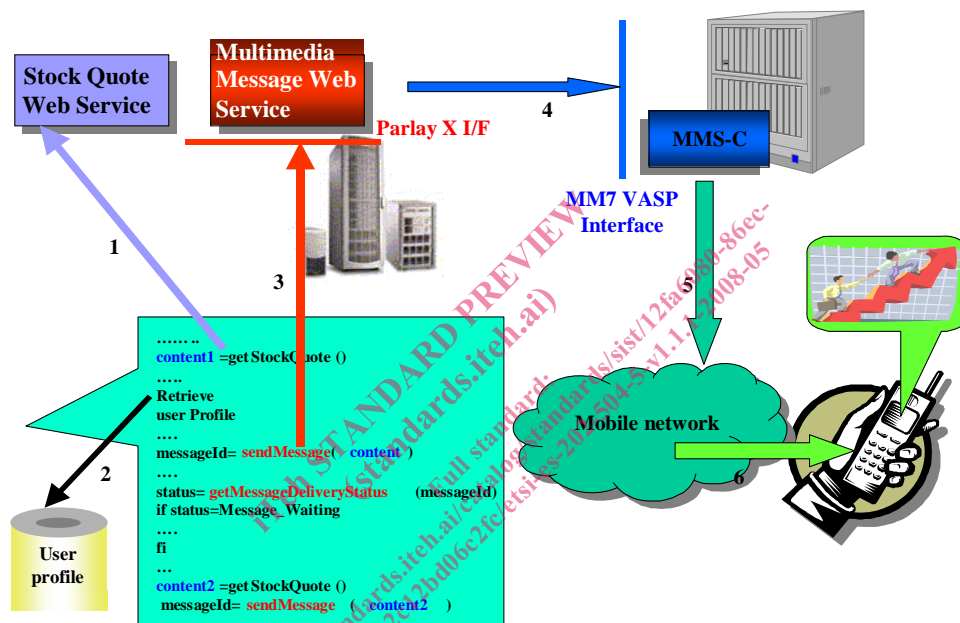 Stock Quote
Web Service
Multimedia
Message Web
Service
Parlay X I/F
4
MMS-C
MM7 VASP
Interface
1
3
5
…… ..
content1 =getStockQuote ()
…..
Retrieve
user Profile
….
messageId= sendMessage( content )
….
status= getMessageDeliveryStatus (messageId)
if status=Message_Waiting
….
fi
…
content2 =getStockQuote ()
messageId= sendMessage ( content2 )
2
User
profile
Mobile network
6
iTeh STANDARD PREVIEW
(standards.iteh.ai)
Full standard: